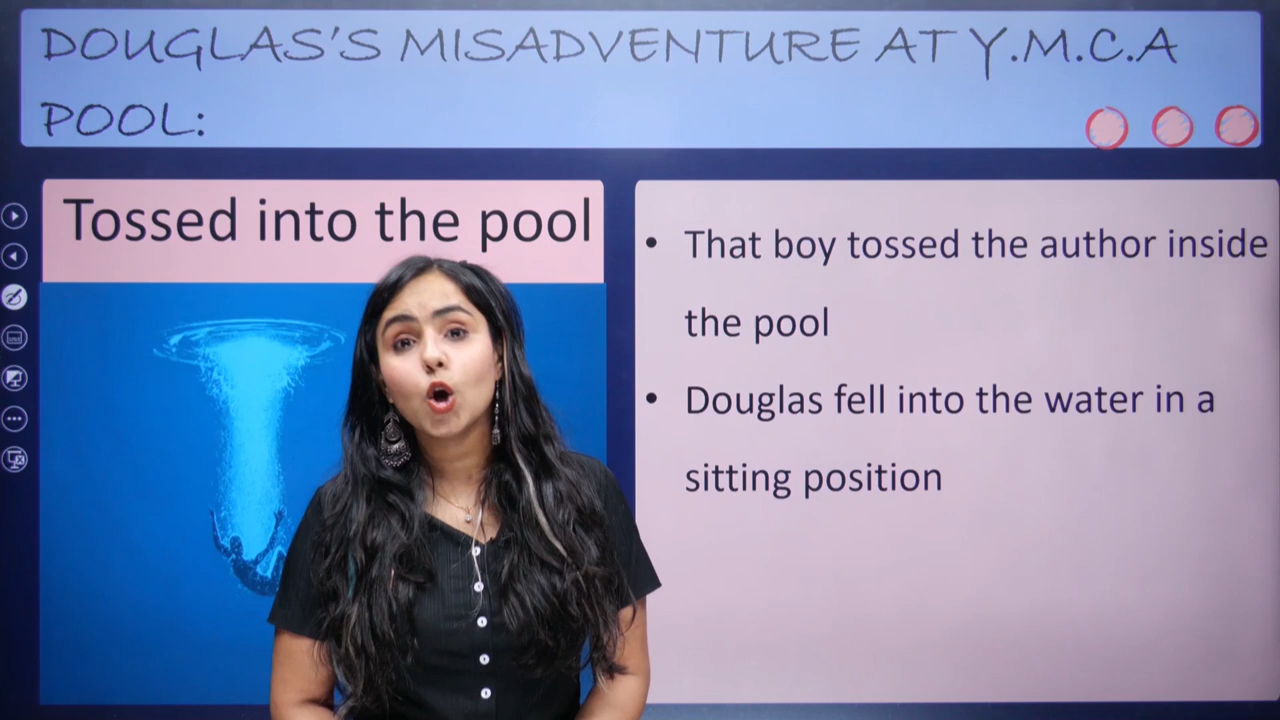 DOUGLAS'S MISADVENTURE AT Y.M.C.A
POOL:
Tossed into the pool
• That boy tossed the author inside
the pool
• Douglas fell into the water in a
sitting position